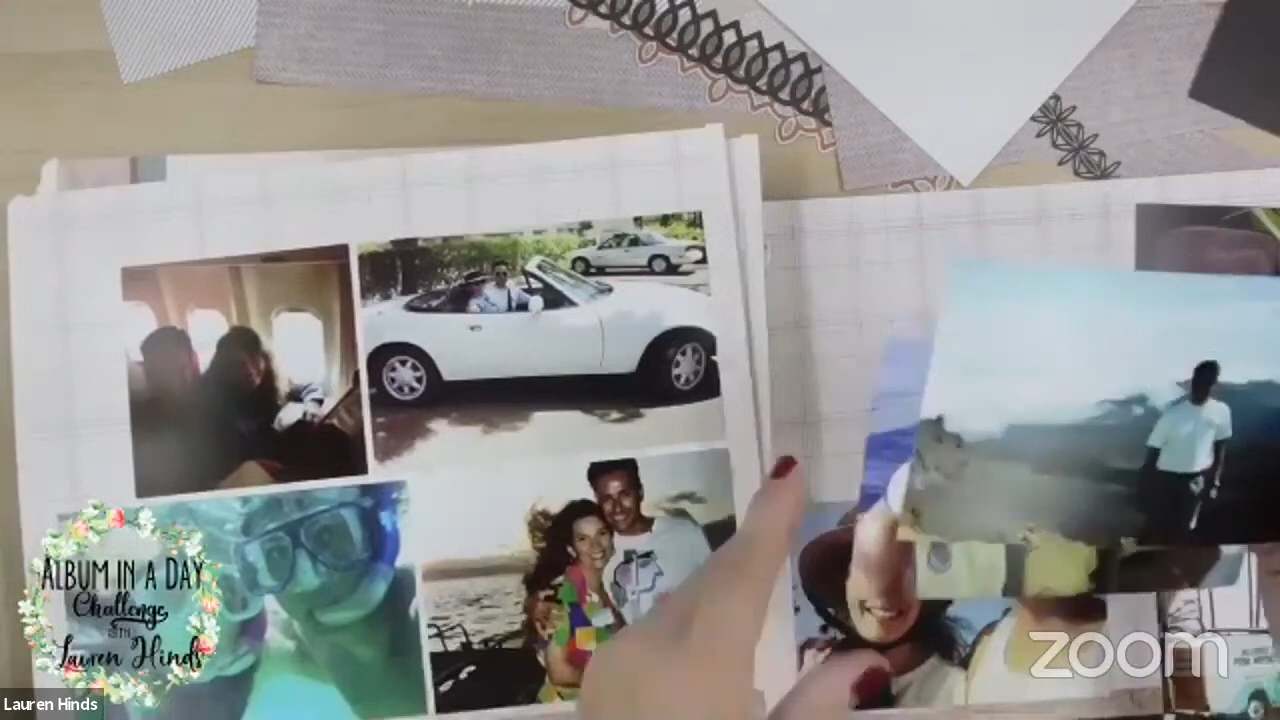 ALBUM IN A DAY
Challenge
WITH
Lauren Hinds
Lauren Hinds
zoom